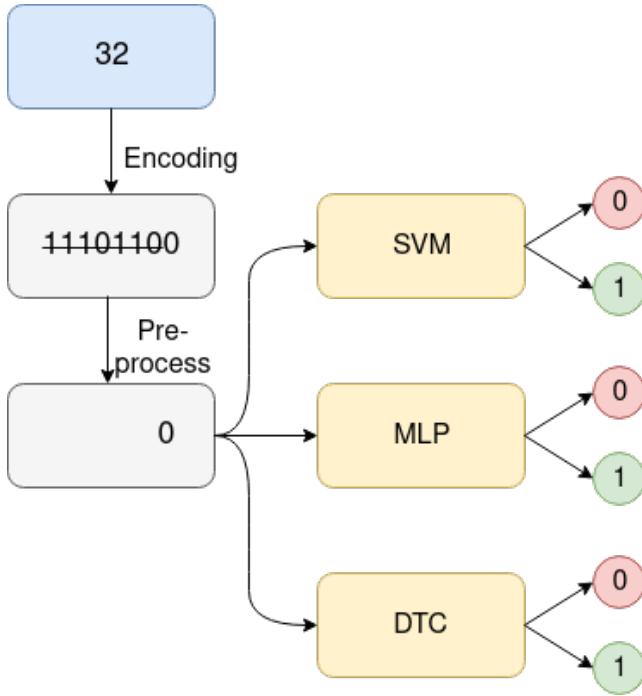 32
Encoding
11101100
Pre-
process
0
SVM
0
1
MLP
0
1
DTC
0
1